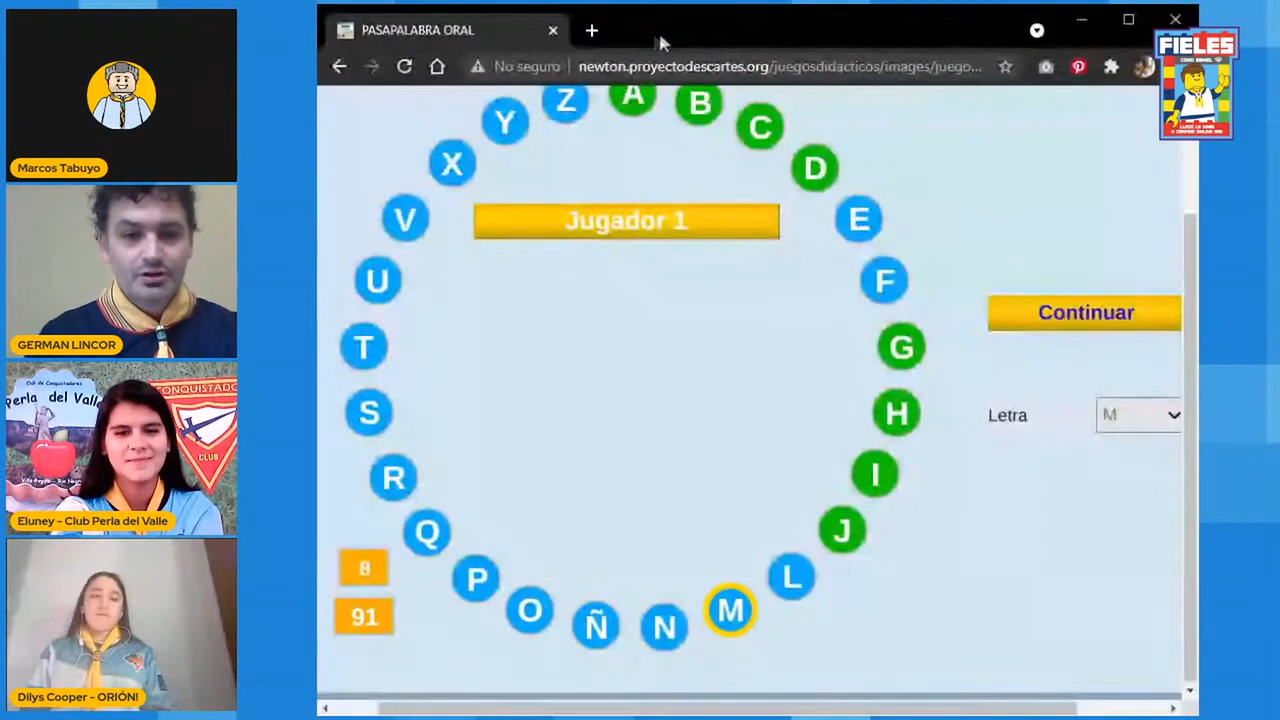 Marcos Tabuyo
GERMAN LINCOR
Club de Conquistadores
Perla del Valle
CONQUISTADO
CLUB
Eluney - Club Perla del Valle
Dilys Cooper - ORIÓN!
PASAPALABRA ORAL
No seguro
newton.proyectodescartes.org/juegosdidacticos/images/juego...
FIELES
Jugador 1
A
B
C
D
E
F
G
H
I
J
L
M
N
Ñ
O
P
Q
R
S
T
U
V
X
Y
Z
8
91
Continuar
Letra
M